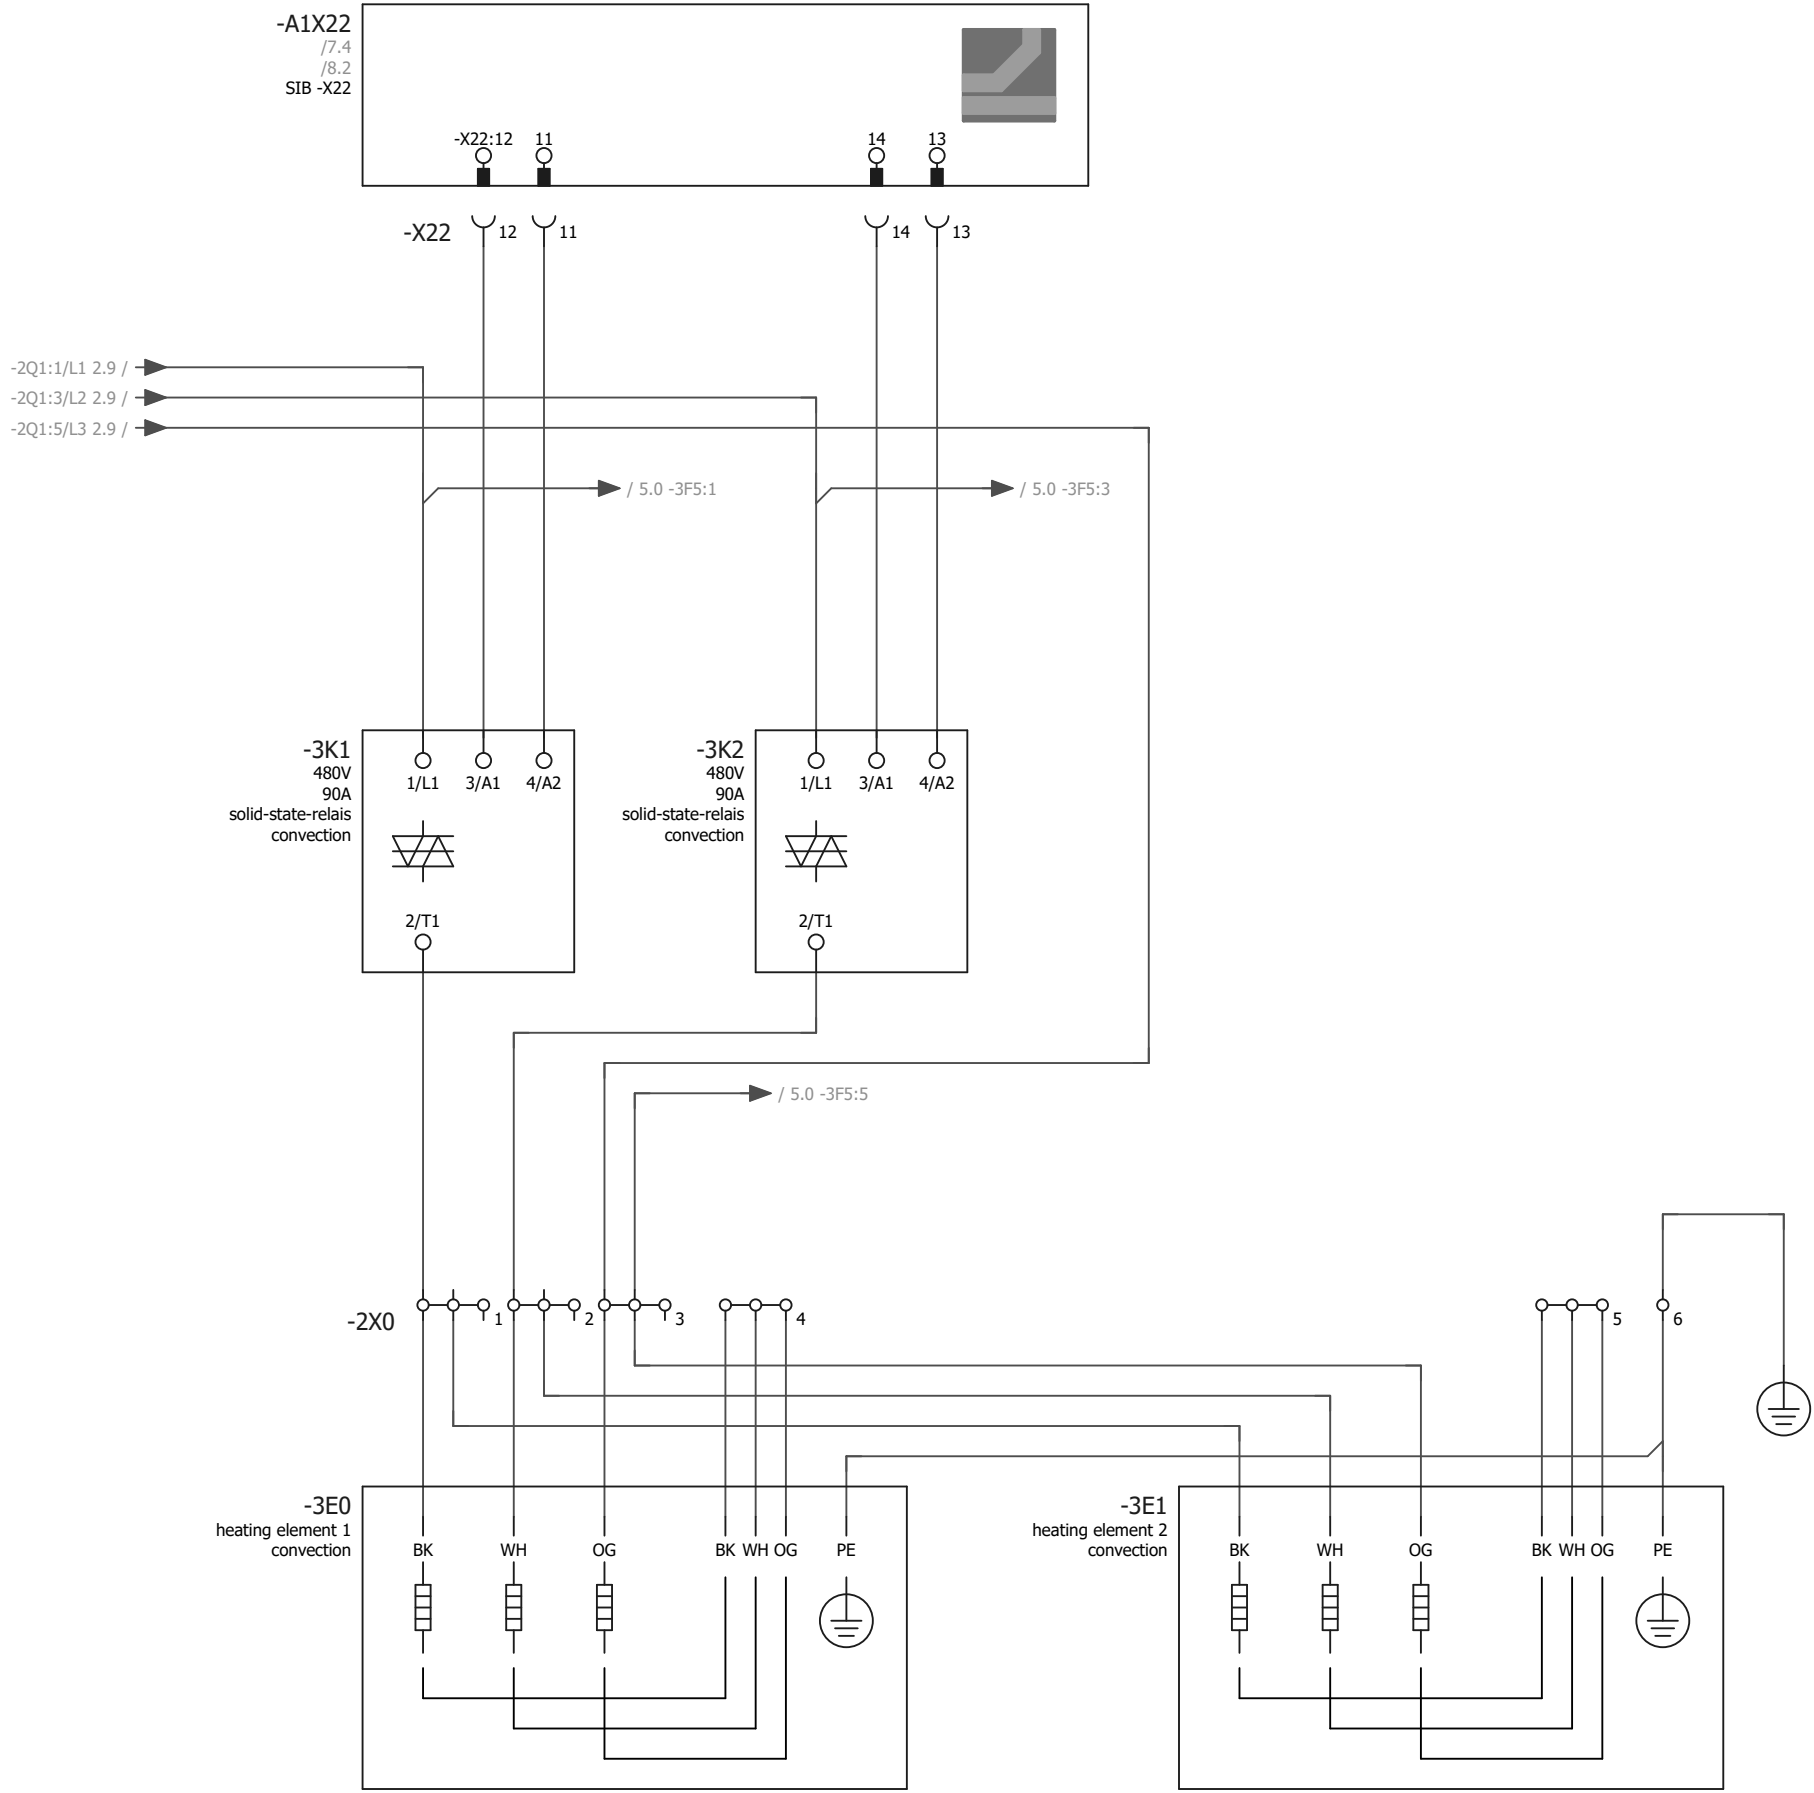 -A1X22
/7.4
/8.2
SIB -X22
-X22:12 11 14 13
-X22 12 11 14 13
-2Q1:1/L1 2.9 /
-2Q1:3/L2 2.9 /
-2Q1:5/L3 2.9 /
/ 5.0 -3F5:1 / 5.0 -3F5:3
-3K1
480V
90A
solid-state-relais
convection
1/L1 3/A1 4/A2
2/T1
-3K2
480V
90A
solid-state-relais
convection
1/L1 3/A1 4/A2
2/T1
/ 5.0 -3F5:5
-2X0 1 2 3 4 5 6
-3E0
heating element 1
convection
BK WH OG BK WH OG PE
-3E1
heating element 2
convection
BK WH OG BK WH OG PE